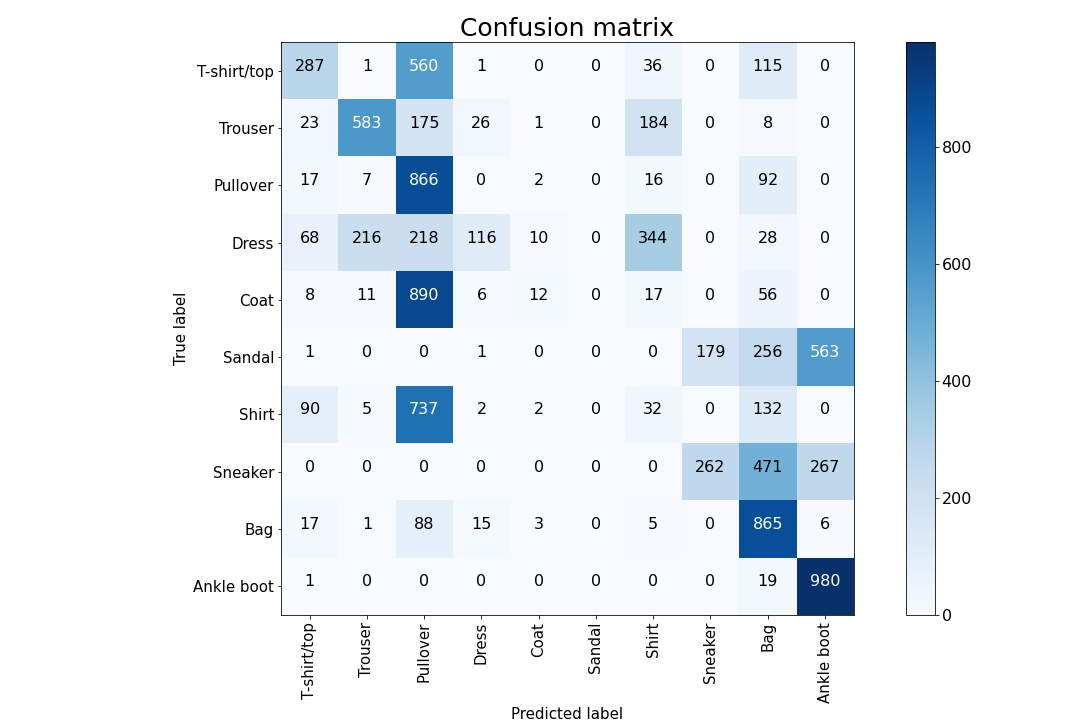 Confusion matrix
T-shirt/top 287 1 560 1 0 0 36 0 115 0
Trouser 23 583 175 26 1 0 184 0 8 0
Pullover 17 7 866 0 2 0 16 0 92 0
Dress 68 216 218 116 10 0 344 0 28 0
Coat 8 11 890 6 12 0 17 0 56 0
Sandal 1 0 0 1 0 0 0 179 256 563
Shirt 90 5 737 2 2 0 32 0 132 0
Sneaker 0 0 0 0 0 0 0 262 471 267
Bag 17 1 88 15 3 0 5 0 865 6
Ankle boot 1 0 0 0 0 0 0 0 19 980
True label
T-shirt/top
Trouser
Pullover
Dress
Coat
Sandal
Shirt
Sneaker
Bag
Ankle boot
Predicted label
800
600
400
200
0